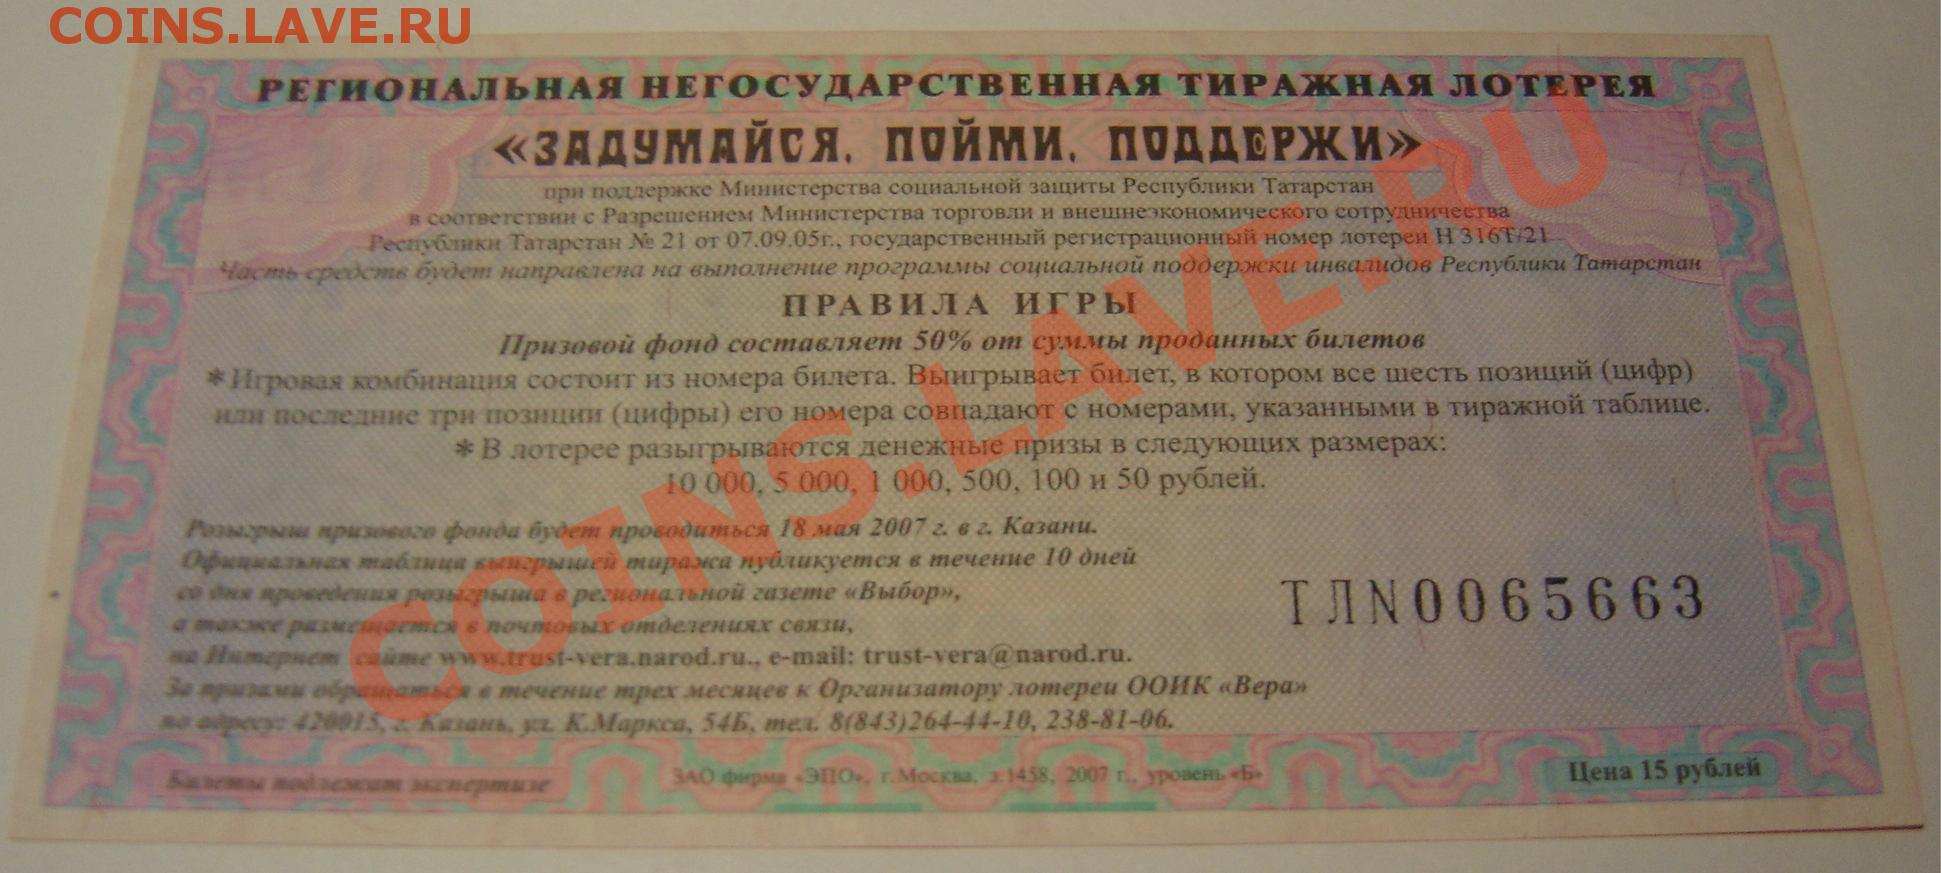 COINS.LAVE.RU
РЕГИОНАЛЬНАЯ НЕГОСУДАРСТВЕННАЯ ТИРАЖНАЯ ЛОТЕРЕЯ
«ЗАДУМАЙСЯ, ПОЙМИ, ПОДДЕРЖИ»
при поддержке Министерства социальной защиты Республики Татарстан
в соответствии с Разрешением Министерства торговли и внешнеэкономического сотрудничества
Республики Татарстан № 21 от 07.09.05г., государственный регистрационный номер лотереи Н 316Т/21
Часть средств будет направлена на выполнение программы социальной поддержки инвалидов Республики Татарстан
ПРАВИЛА ИГРЫ
Призовой фонд составляет 50% от суммы проданных билетов
* Игровая комбинация состоит из номера билета. Выигрывает билет, в котором все шесть позиций (цифр)
или последние три позиции (цифры) его номера совпадают с номерами, указанными в тиражной таблице.
* В лотерее разыгрываются денежные призы в следующих размерах:
10 000, 5 000, 1 000, 500, 100 и 50 рублей.
Розыгрыш призового фонда будет проводиться 18 мая 2007 г. в г. Казани.
Официальная таблица выигрышей тиража публикуется в течение 10 дней
со дня проведения розыгрыша в региональной газете «Выбор»,
а также размещается в почтовых отделениях связи,
на Интернет сайте www.trust-vera.narod.ru., e-mail: trust-vera@narod.ru.
За призами обращаться в течение трех месяцев к Организатору лотереи ООИК «Вера»
по адресу: 420015, г. Казань, ул. К.Маркса, 54Б, тел. 8(843)264-44-10, 238-81-06.
ТЛN0065663
Билеты подлежат экспертизе
ЗАО фирма «ЭПО», г.Москва, з.1458, 2007 г., уровень «Б»
Цена 15 рублей
COINS.LAVE.RU